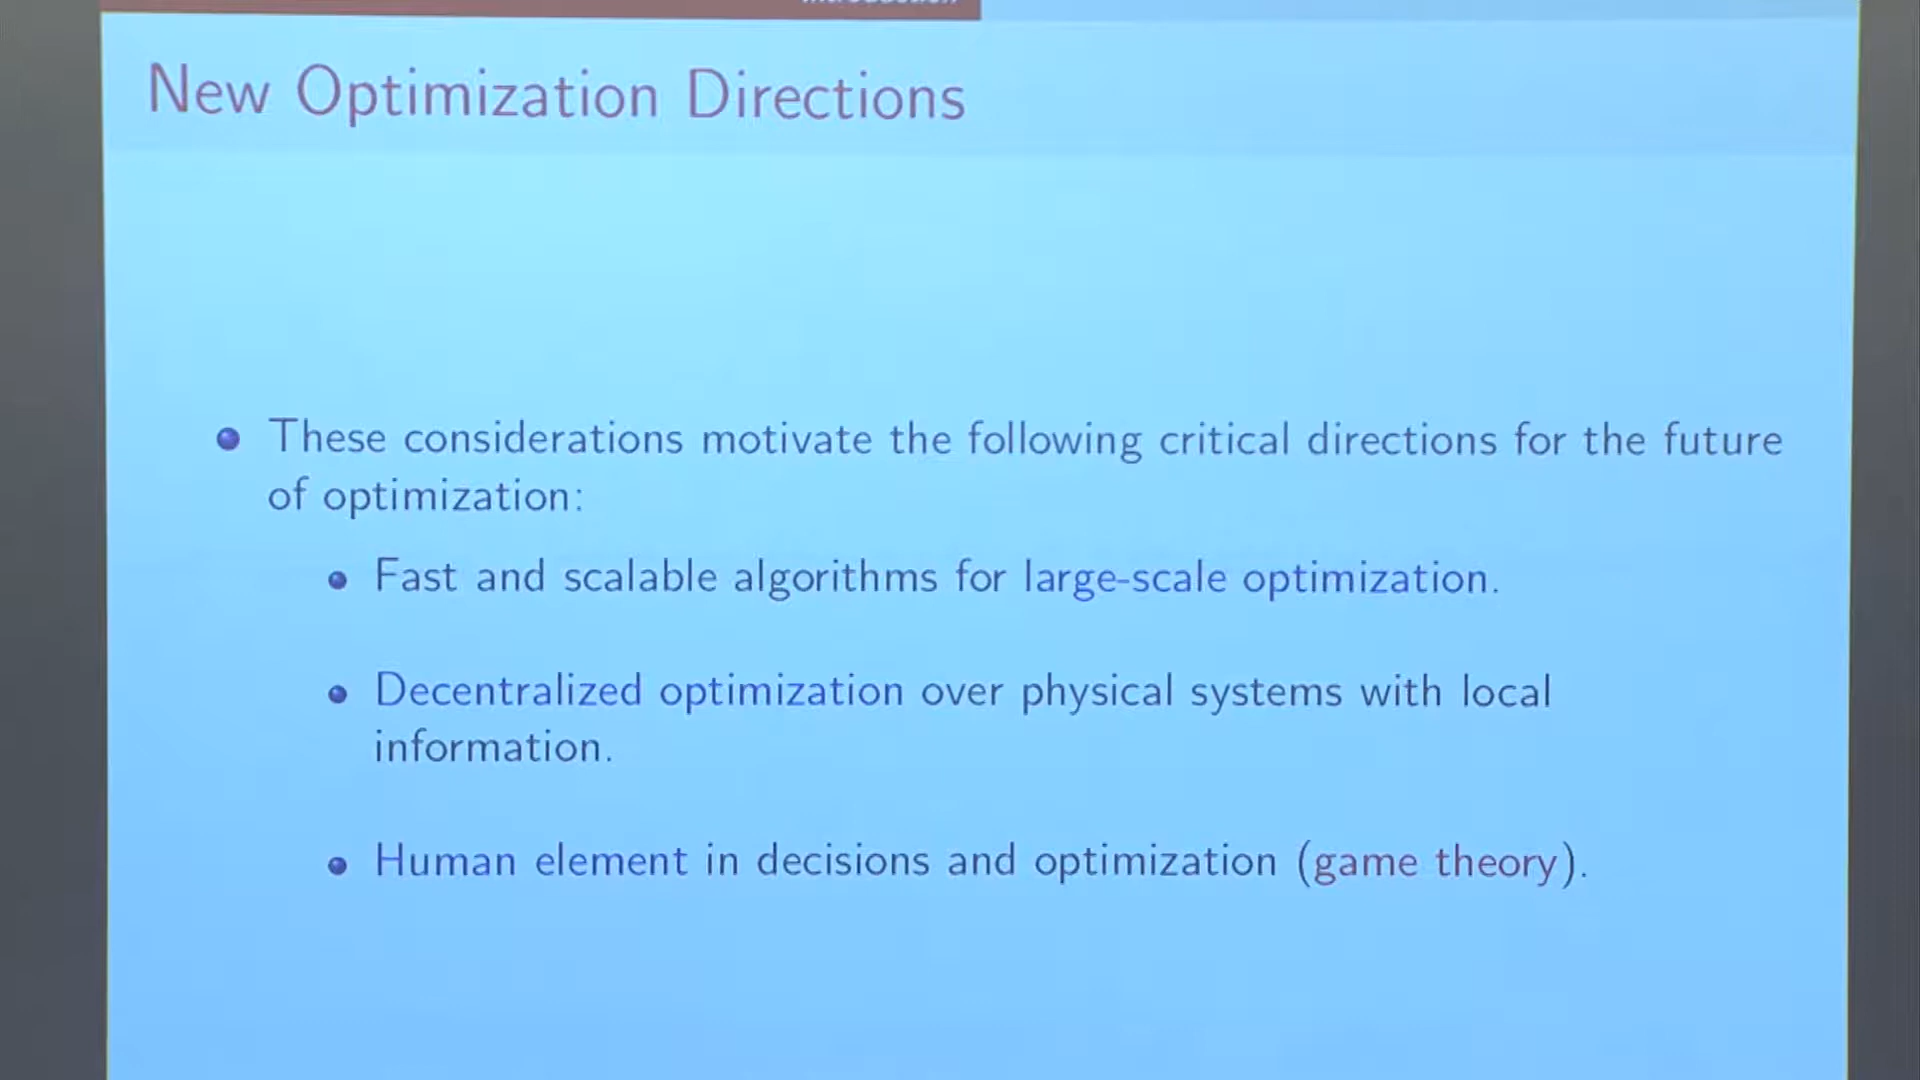 New Optimization Directions
These considerations motivate the following critical directions for the future
of optimization:
Fast and scalable algorithms for large-scale optimization.
Decentralized optimization over physical systems with local
information.
Human element in decisions and optimization (game theory).